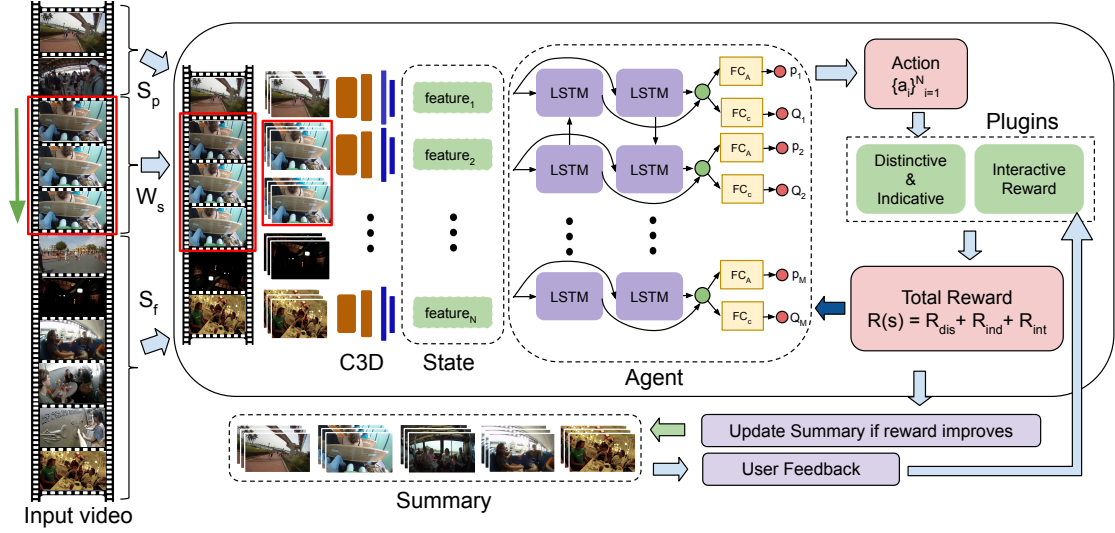 S_p
W_s
S_f
Input video
C3D
feature_1
feature_2
feature_N
State
LSTM
LSTM
LSTM
LSTM
LSTM
LSTM
FC_A
p_1
FC_c
Q_1
FC_A
p_2
FC_c
Q_2
FC_A
p_M
FC_c
Q_M
Agent
Action
{a_i}^N_{i=1}
Plugins
Distinctive
&
Indicative
Interactive
Reward
Total Reward
R(s) = R_dis + R_ind + R_int
Update Summary if reward improves
User Feedback
Summary